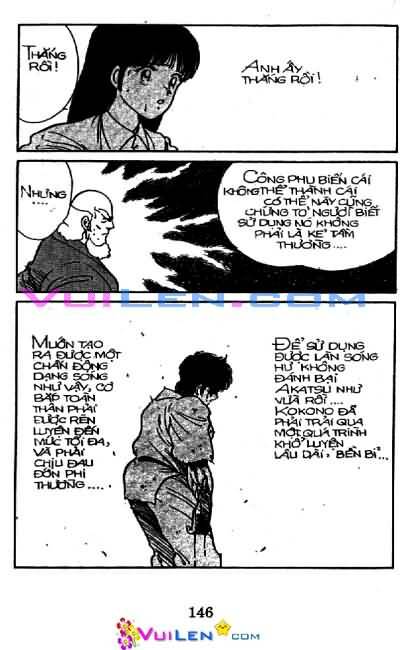 THẮNG
RỒI!
ANH ẤY
THẮNG RỒI!
NHƯNG
....
CÔNG PHU BIẾN CÁI
KHÔNG THỂ THÀNH CÁI
CÓ THỂ NÀY CŨNG
CHỨNG TỎ NGƯỜI BIẾT
SỬ DỤNG NÓ KHÔNG
PHẢI LÀ KẺ TẦM
THƯỜNG....
VuiLen.com
MUỐN TẠO
RA ĐƯỢC MỘT
CHẤN ĐỘNG
DẠNG SÓNG
NHƯ VẬY, CƠ
BẮP TOÀN
THÂN PHẢI
ĐƯỢC RÈN
LUYỆN ĐẾN
MỨC TỐI ĐA,
VÀ PHẢI
CHỊU ĐAU
ĐỚN PHI
THƯỜNG....
ĐỂ SỬ DỤNG
ĐƯỢC LÀN SÓNG
HƯ KHÔNG
ĐÁNH BẠI
AKATSU NHƯ
VỪA RỒI....
KOKONO ĐÃ
PHẢI TRẢI QUA
MỘT QUÁ TRÌNH
KHỔ LUYỆN
LÂU DÀI, BỀN BỈ...
146
VuiLen.com